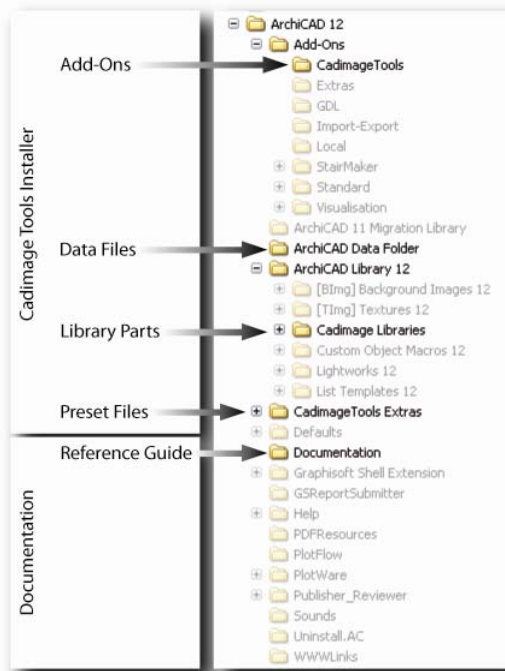 Cadimage Tools Installer
Documentation
Add-Ons
Data Files
Library Parts
Preset Files
Reference Guide
ArchiCAD 12
Add-Ons
CadimageTools
Extras
GDL
Import-Export
Local
StairMaker
Standard
Visualisation
ArchiCAD 11 Migration Library
ArchiCAD Data Folder
ArchiCAD Library 12
[BImg] Background Images 12
[TImg] Textures 12
Cadimage Libraries
Custom Object Macros 12
Lightworks 12
List Templates 12
CadimageTools Extras
Defaults
Documentation
Graphisoft Shell Extension
GSReportSubmitter
Help
PDFResources
PlotFlow
PlotWare
Publisher_Reviewer
Sounds
Uninstall.AC
WWWLinks